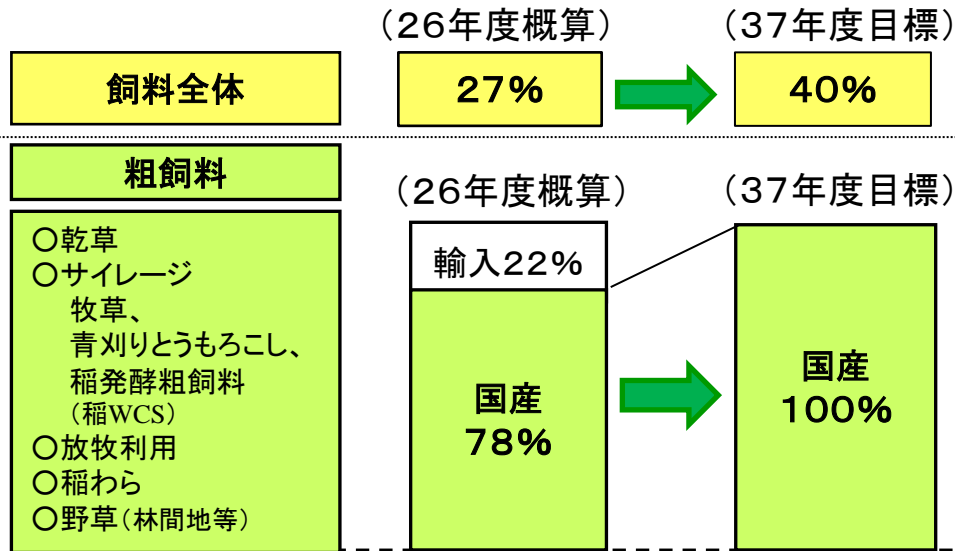 (26年度概算)
(37年度目標)
飼料全体
27%
40%
粗飼料
(26年度概算)
(37年度目標)
○乾草
○サイレージ
牧草、
青刈りとうもろこし、
稲発酵粗飼料
(稲WCS)
○放牧利用
○稲わら
○野草(林間地等)
輸入22%
国産
78%
国産
100%